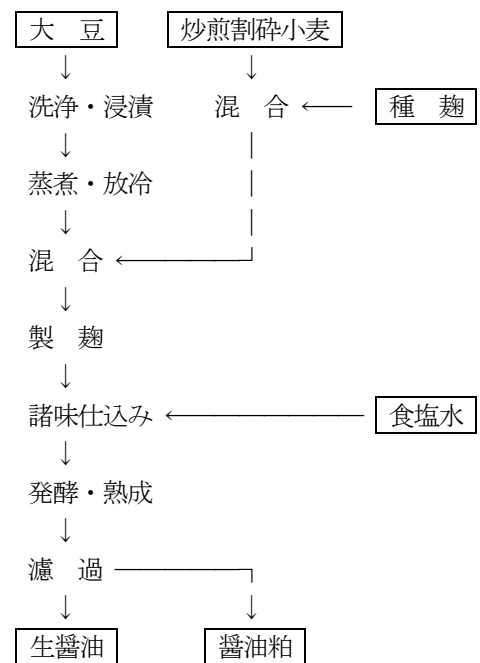 大 豆 炒煎割砕小麦
洗浄・浸漬 混 合 種 麹
蒸煮・放冷
混 合
製 麹
諸味仕込み 食塩水
発酵・熟成
濾 過
生醤油 醤油粕